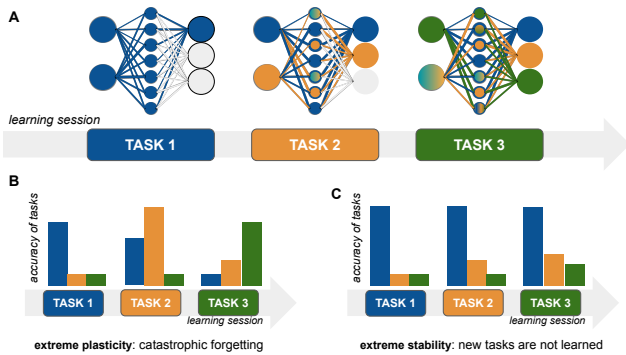 A
learning session
TASK 1
TASK 2
TASK 3
B
accuracy of tasks
TASK 1
TASK 2
TASK 3
learning session
extreme plasticity: catastrophic forgetting
C
accuracy of tasks
TASK 1
TASK 2
TASK 3
learning session
extreme stability: new tasks are not learned